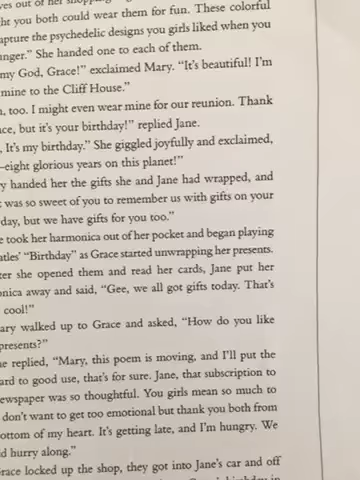 out of her
ht you both could wear them for fun. These colorful
apture the psychedelic designs you girls liked when you
unger." She handed one to each of them.
my God, Grace!" exclaimed Mary. "It's beautiful! I'm
mine to the Cliff House."
, too. I might even wear mine for our reunion. Thank
ce, but it's your birthday!" replied Jane.
, It's my birthday." She giggled joyfully and exclaimed,
–eight glorious years on this planet!"
y handed her the gifts she and Jane had wrapped, and
was so sweet of you to remember us with gifts on your
day, but we have gifts for you too."
e took her harmonica out of her pocket and began playing
atles' "Birthday" as Grace started unwrapping her presents.
ter she opened them and read her cards, Jane put her
onica away and said, "Gee, we all got gifts today. That's
cool!"
ary walked up to Grace and asked, "How do you like
presents?"
e replied, "Mary, this poem is moving, and I'll put the
ard to good use, that's for sure. Jane, that subscription to
ewspaper was so thoughtful. You girls mean so much to
don't want to get too emotional but thank you both from
ottom of my heart. It's getting late, and I'm hungry. We
d hurry along."
race locked up the shop, they got into Jane's car and off